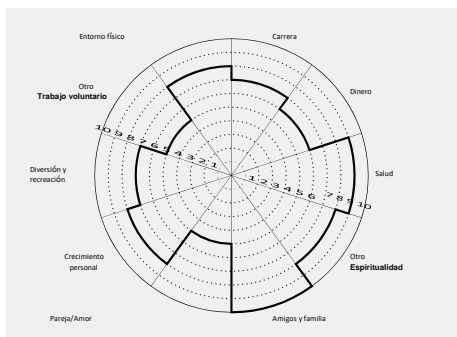 Entorno físico
Carrera
Otro
Trabajo voluntario
Dinero
10 9 8 7 6 5 4 3 2 1
Diversión y
recreación
Salud
1 2 3 4 5 6 7 8 9 10
Otro
Espiritualidad
Crecimiento
personal
Pareja/Amor
Amigos y familia